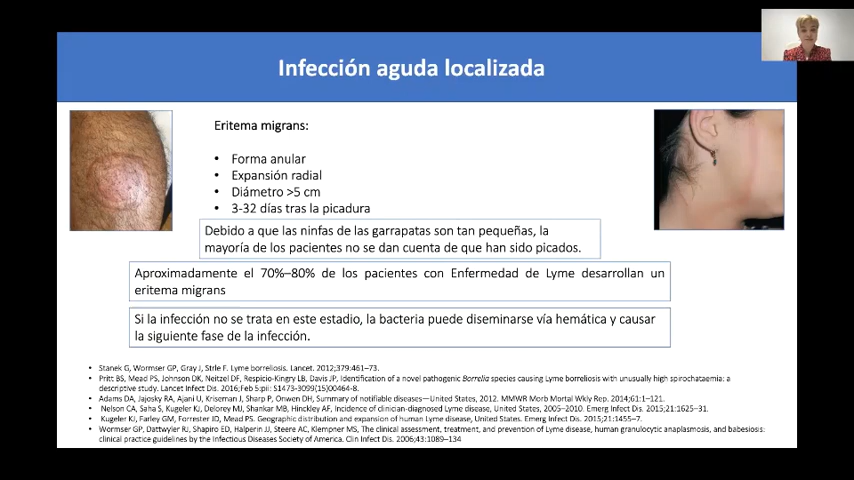 Infección aguda localizada
Eritema migrans:
• Forma anular
• Expansión radial
• Diámetro >5 cm
• 3-32 días tras la picadura
Debido a que las ninfas de las garrapatas son tan pequeñas, la
mayoría de los pacientes no se dan cuenta de que han sido picados.
Aproximadamente el 70%–80% de los pacientes con Enfermedad de Lyme desarrollan un
eritema migrans
Si la infección no se trata en este estadio, la bacteria puede diseminarse vía hemática y causar
la siguiente fase de la infección.
• Stanek G, Wormser GP, Gray J, Strle F. Lyme borreliosis. Lancet. 2012;379:461–73.
• Pritt BS, Mead PS, Johnson DK, Neitzel DF, Respicio-Kingry LB, Davis JP, Identification of a novel pathogenic Borrelia species causing Lyme borreliosis with unusually high spirochaetemia: a
descriptive study. Lancet Infect Dis. 2016;Feb 5:pii: S1473-3099(15)00464-8.
• Adams DA, Jajosky RA, Ajani U, Kriseman J, Sharp P, Onwen DH, Summary of notifiable diseases—United States, 2012. MMWR Morb Mortal Wkly Rep. 2014;61:1–121.
• Nelson CA, Saha S, Kugeler KJ, Delorey MJ, Shankar MB, Hinckley AF, Incidence of clinician-diagnosed Lyme disease, United States, 2005–2010. Emerg Infect Dis. 2015;21:1625–31.
• Kugeler KJ, Farley GM, Forrester JD, Mead PS. Geographic distribution and expansion of human Lyme disease, United States. Emerg Infect Dis. 2015;21:1455–7.
• Wormser GP, Dattwyler RJ, Shapiro ED, Halperin JJ, Steere AC, Klempner MS, The clinical assessment, treatment, and prevention of Lyme disease, human granulocytic anaplasmosis, and babesiosis:
clinical practice guidelines by the Infectious Diseases Society of America. Clin Infect Dis. 2006;43:1089–134